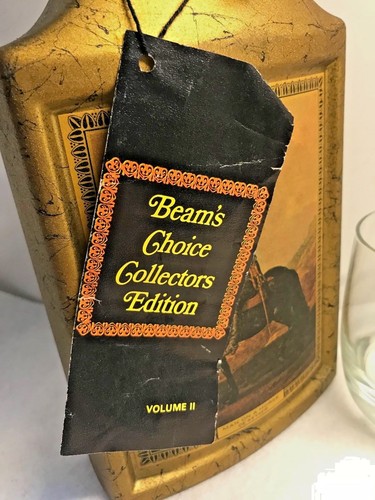 Beam's
Choice
Collectors
Edition
VOLUME II